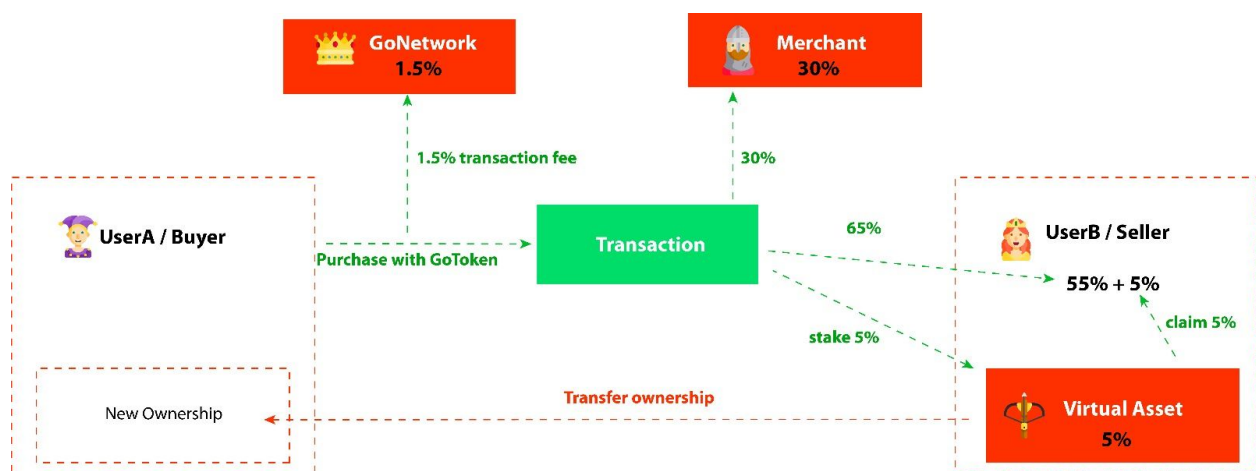 GoNetwork
1.5%
Merchant
30%
1.5% transaction fee
30%
UserA / Buyer
Purchase with GoToken
Transaction
65%
UserB / Seller
55% + 5%
stake 5%
claim 5%
New Ownership
Transfer ownership
Virtual Asset
5%